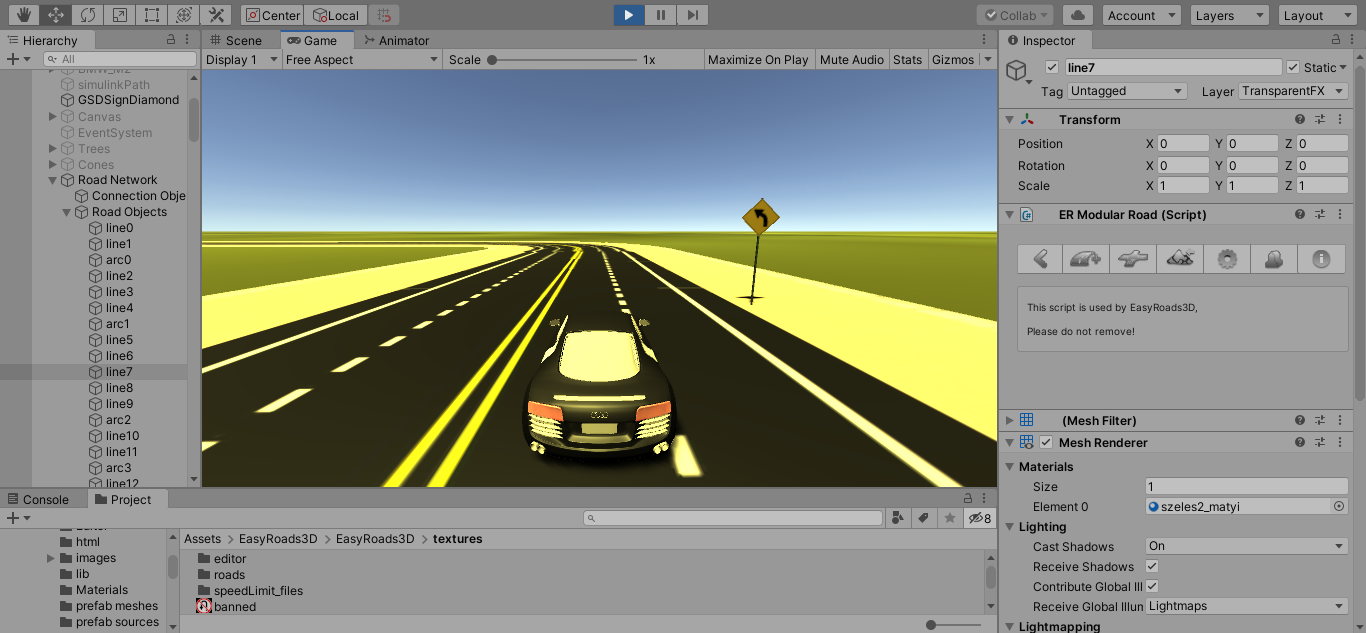 Center
Local
Collab
Account
Layers
Layout
Hierarchy
All
BMW_M2
simulinkPath
GSDSignDiamond
Canvas
EventSystem
Trees
Cones
Road Network
Connection Obje
Road Objects
line0
line1
arc0
line2
line3
line4
arc1
line5
line6
line7
line8
line9
arc2
line10
line11
arc3
line12
Scene
Game
Animator
Display 1
Free Aspect
Scale
1x
Maximize On Play
Mute Audio
Stats
Gizmos
Inspector
line7
Static
Tag
Untagged
Layer
TransparentFX
Transform
Position X 0 Y 0 Z 0
Rotation X 0 Y 0 Z 0
Scale X 1 Y 1 Z 1
ER Modular Road (Script)
This script is used by EasyRoads3D,
Please do not remove!
(Mesh Filter)
Mesh Renderer
Materials
Size 1
Element 0 szeles2_matyi
Lighting
Cast Shadows On
Receive Shadows
Contribute Global Ill
Receive Global Illun Lightmaps
Lightmapping
Console
Project
8
Editor
html
images
lib
Materials
prefab meshes
prefab sources
Assets > EasyRoads3D > EasyRoads3D > textures
editor
roads
speedLimit_files
banned